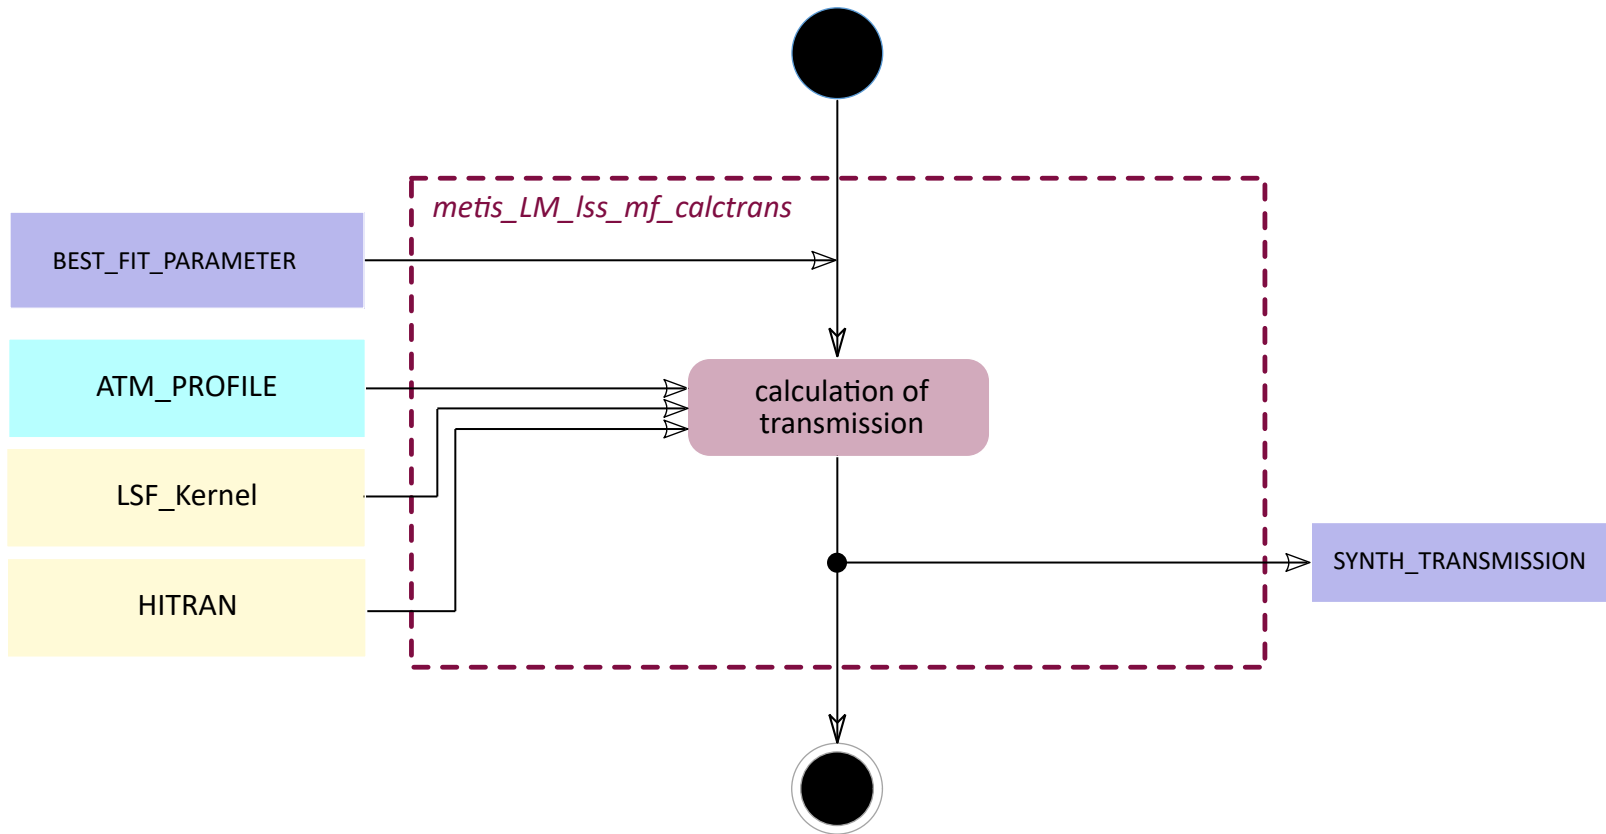 metis_LM_lss_mf_calctrans
BEST_FIT_PARAMETER
ATM_PROFILE
calculation of
transmission
LSF_Kernel
HITRAN
SYNTH_TRANSMISSION